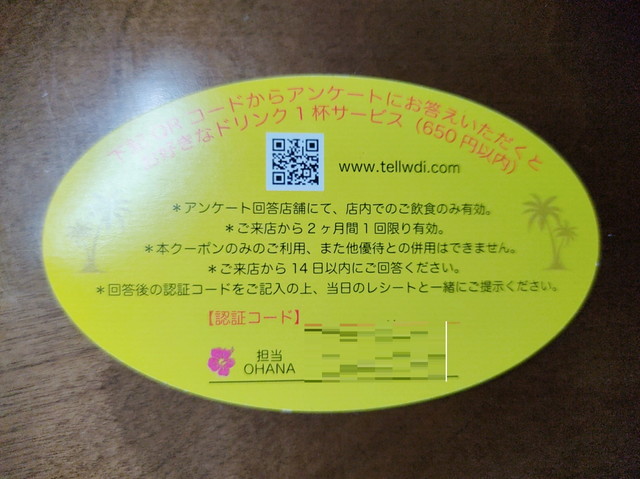 下記QRコードからアンケートにお答えいただくと
お好きなドリンク1杯サービス（650円以内）
www.tellwdi.com
＊アンケート回答店舗にて、店内でのご飲食のみ有効。
＊ご来店から2ヶ月間1回限り有効。
＊本クーポンのみのご利用、また他優待との併用はできません。
＊ご来店から14日以内にご回答ください。
＊回答後の認証コードをご記入の上、当日のレシートと一緒にご提示ください。
【認証コード】
担当
OHANA